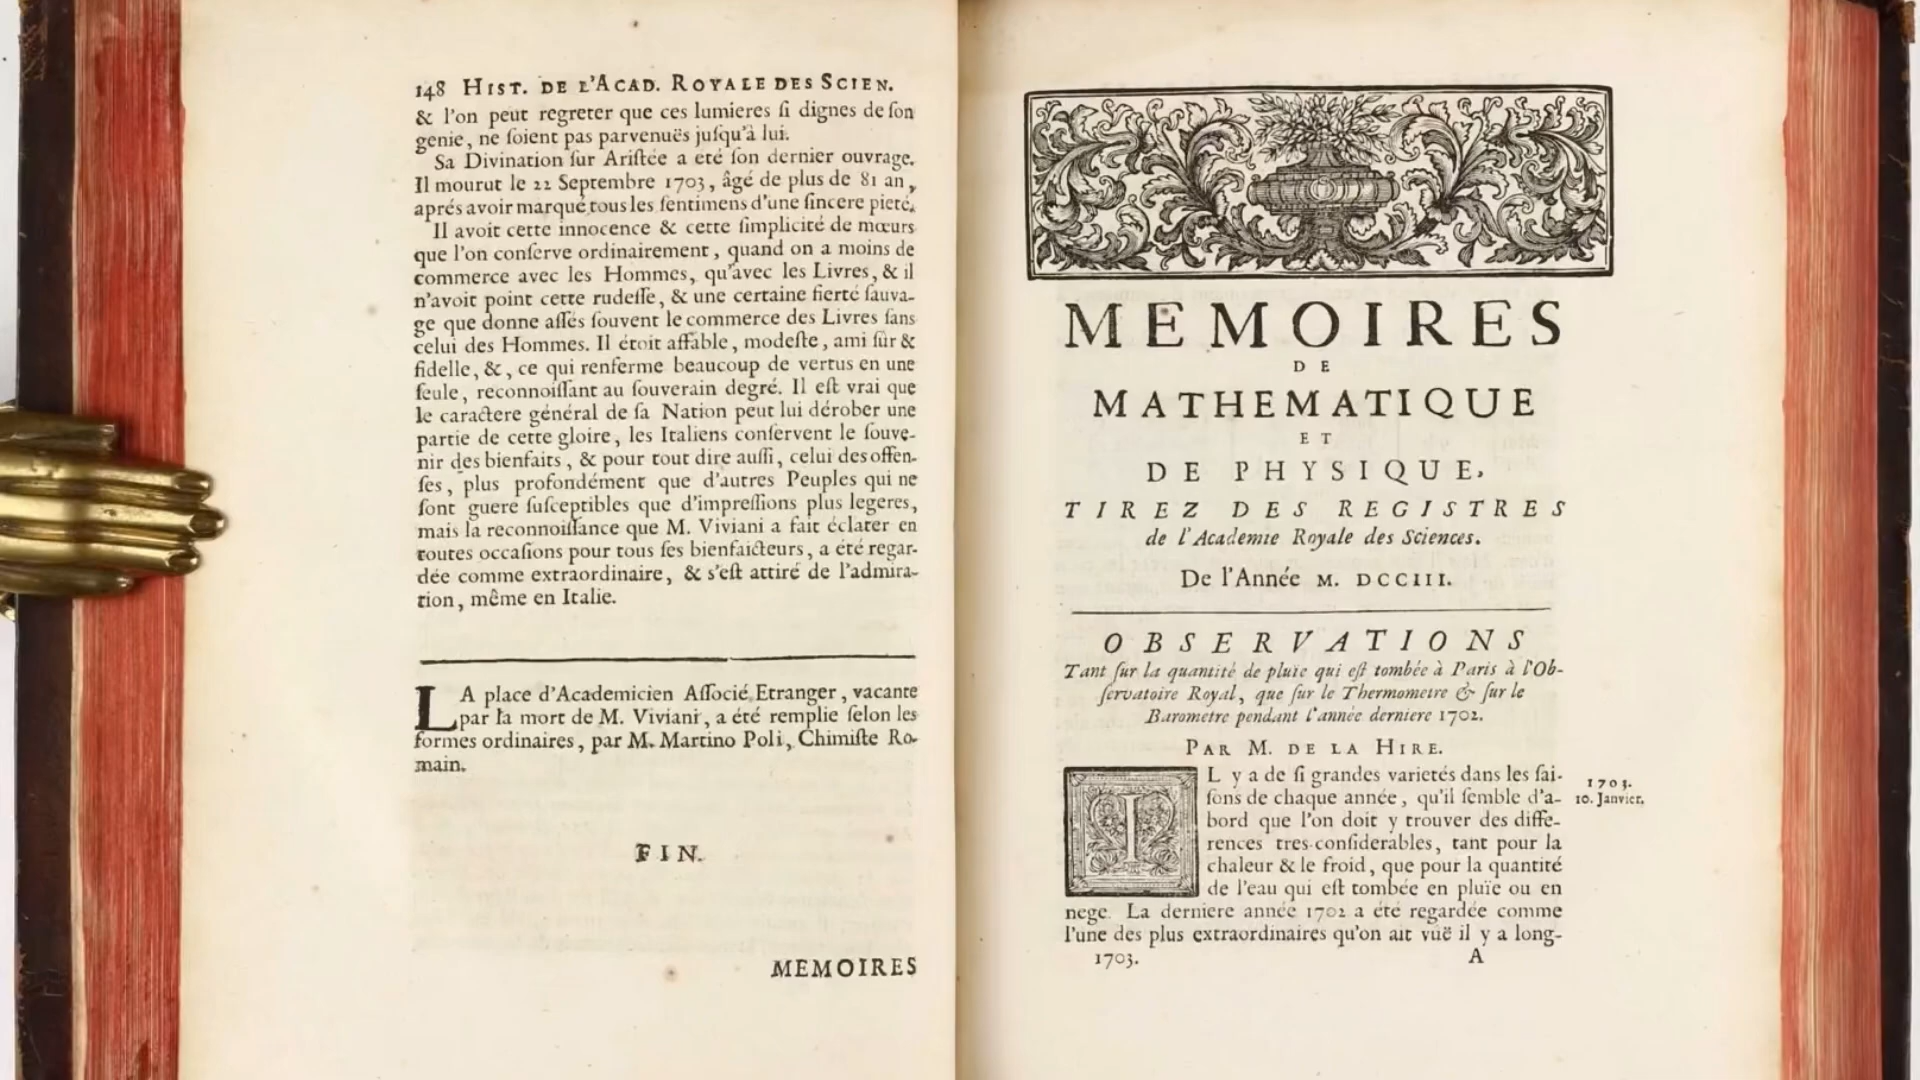 148 HIST. DE L'ACAD. ROYALE DES SCIEN.
& l'on peut regreter que ces lumieres ſi dignes de ſon
genie, ne ſoient pas parvenuës juſqu'à lui.
Sa Divination ſur Ariſtée a eté ſon dernier ouvrage.
Il mourut le 22 Septembre 1703, âgé de plus de 81 an,
aprés avoir marqué tous les ſentimens d'une ſincere pieté.
Il avoit cette innocence & cette ſimplicité de mœurs
que l'on conſerve ordinairement, quand on a moins de
commerce avec les Hommes, qu'avec les Livres, & il
n'avoit point cette rudeſſe, & une certaine fierté ſauva-
ge que donne aſſés ſouvent le commerce des Livres ſans
celui des Hommes. Il étoit affable, modeſte, ami ſûr &
fidelle, &, ce qui renferme beaucoup de vertus en une
ſeule, reconnoiſſant au ſouverain degré. Il eſt vrai que
le caractere général de ſa Nation peut lui dérober une
partie de cette gloire, les Italiens conſervent le ſouve-
nir des bienfaits, & pour tout dire auſſi, celui des offen-
ſes, plus profondément que d'autres Peuples qui ne
ſont guere ſuſceptibles que d'impreſſions plus legeres,
mais la reconnoiſſance que M. Viviani a fait éclater en
toutes occaſions pour tous ſes bienfaicteurs, a été regar-
dée comme extraordinaire, & s'eſt attiré de l'admira-
tion, même en Italie.
LA place d'Academicien Aſſocié Etranger, vacante
par la mort de M. Viviani, a été remplie ſelon les
formes ordinaires, par M. Martino Poli, Chimiſte Ro-
main.
FIN.
MEMOIRES
MEMOIRES
DE
MATHEMATIQUE
ET
DE PHYSIQUE,
TIREZ DES REGISTRES
de l'Academie Royale des Sciences.
De l'Année M. DCCIII.
OBSERVATIONS
Tant ſur la quantité de pluïe qui eſt tombée à Paris à l'Ob-
ſervatoire Royal, que ſur le Thermometre & ſur le
Barometre pendant l'année derniere 1702.
PAR M. DE LA HIRE.
IL y a de ſi grandes varietés dans les ſai-
ſons de chaque année, qu'il ſemble d'a-
bord que l'on doit y trouver des diffe-
rences tres-conſiderables, tant pour la
chaleur & le froid, que pour la quantité
de l'eau qui eſt tombée en pluïe ou en
nege. La derniere année 1702 a été regardée comme
l'une des plus extraordinaires qu'on ait vuë il y a long-
1703.
10. Janvier.
1703. A